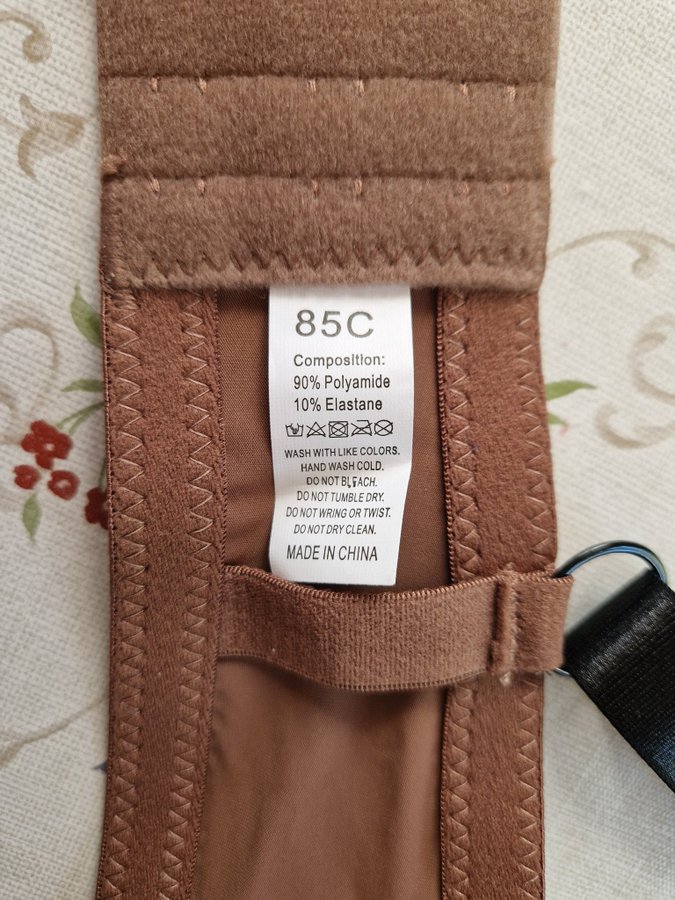 85C
Composition:
90% Polyamide
10% Elastane
WASH WITH LIKE COLORS.
HAND WASH COLD.
DO NOT BLEACH.
DO NOT TUMBLE DRY.
DO NOT WRING OR TWIST.
DO NOT DRY CLEAN.
MADE IN CHINA